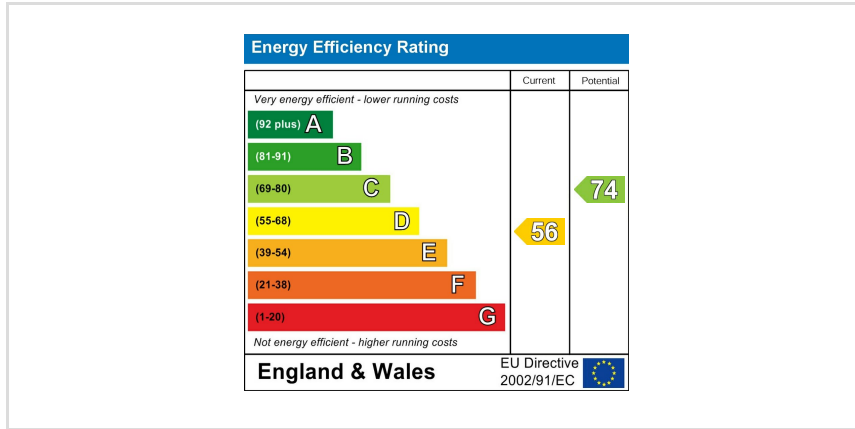 Energy Efficiency Rating
Current Potential
Very energy efficient - lower running costs
(92 plus) A
(81-91) B
(69-80) C
74
(55-68) D
56
(39-54) E
(21-38) F
(1-20) G
Not energy efficient - higher running costs
England & Wales
EU Directive
2002/91/EC